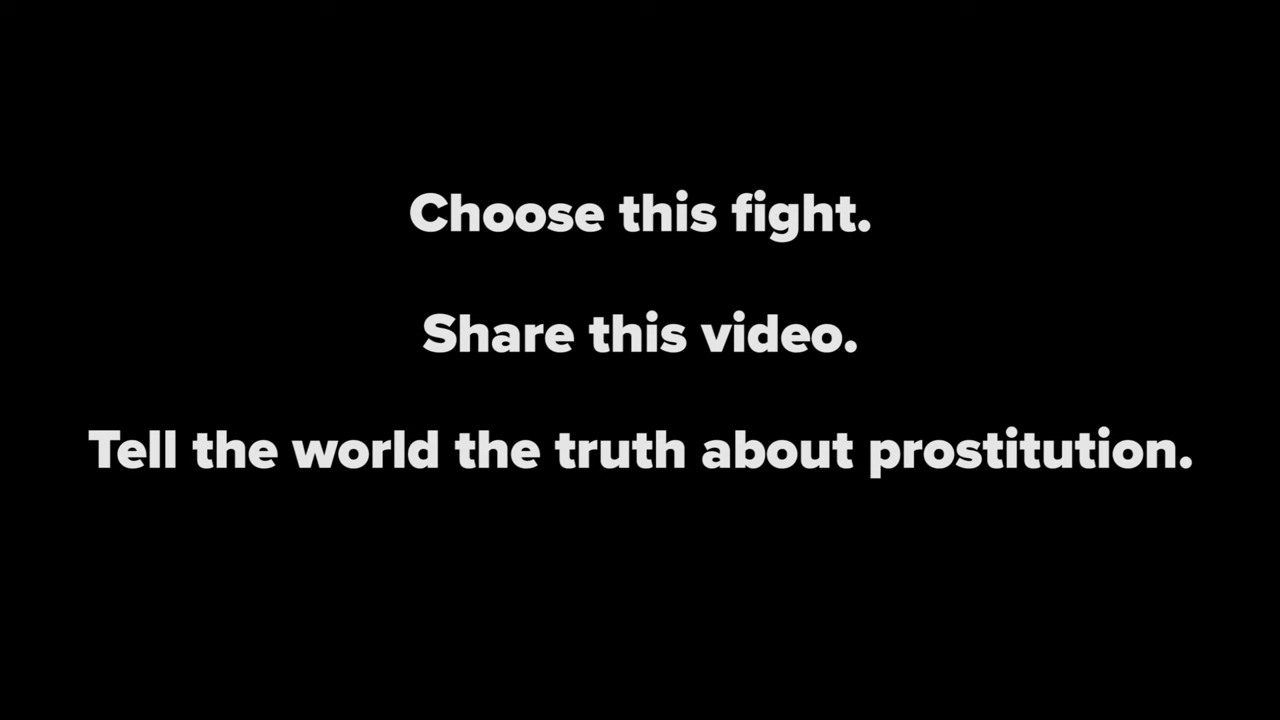 Choose this fight.
Share this video.
Tell the world the truth about prostitution.